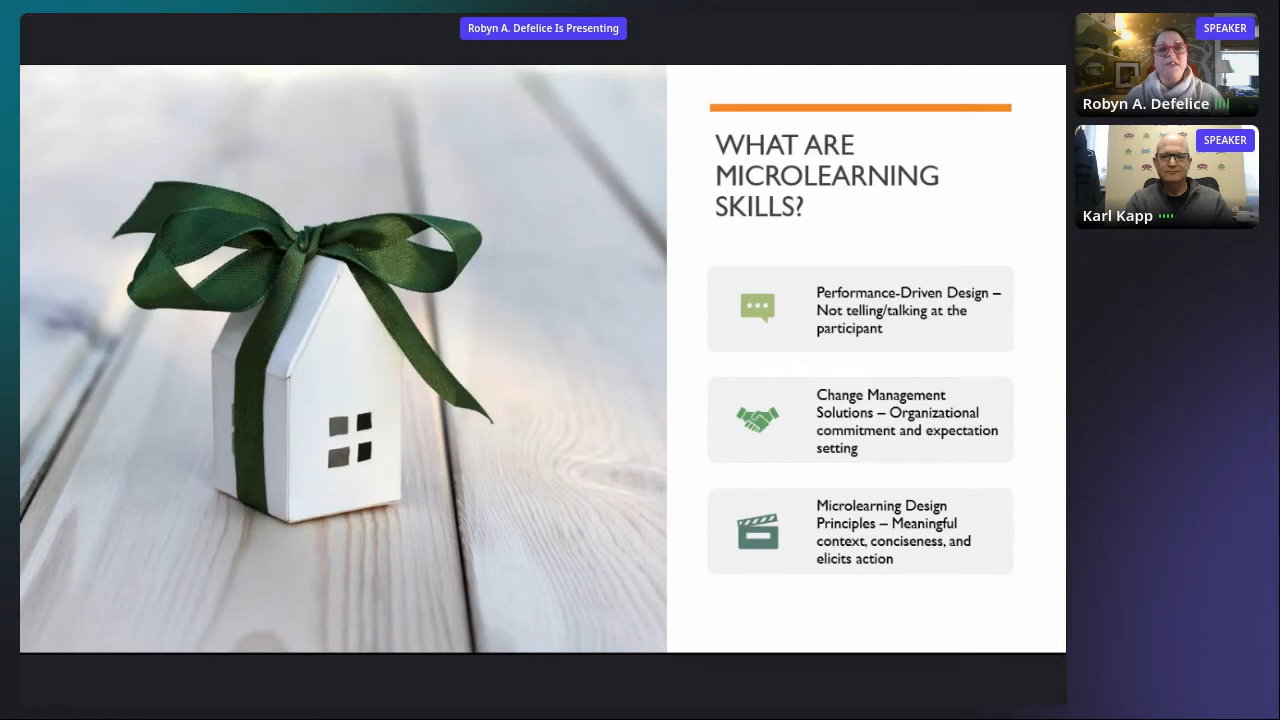 Robyn A. Defelice Is Presenting
SPEAKER
Robyn A. Defelice
SPEAKER
Karl Kapp
WHAT ARE
MICROLEARNING
SKILLS?
Performance-Driven Design –
Not telling/talking at the
participant
Change Management
Solutions – Organizational
commitment and expectation
setting
Microlearning Design
Principles – Meaningful
context, conciseness, and
elicits action